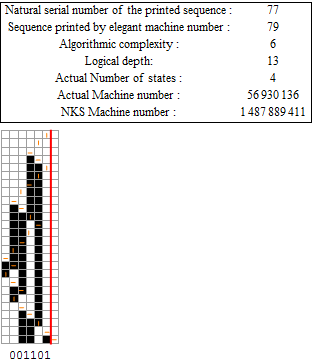 Natural serial number of the printed sequence : 77
Sequence printed by elegant machine number : 79
Algorithmic complexity : 6
Logical depth: 13
Actual Number of states : 4
Actual Machine number : 56 930 136
NKS Machine number: 1 487 889 411
001101